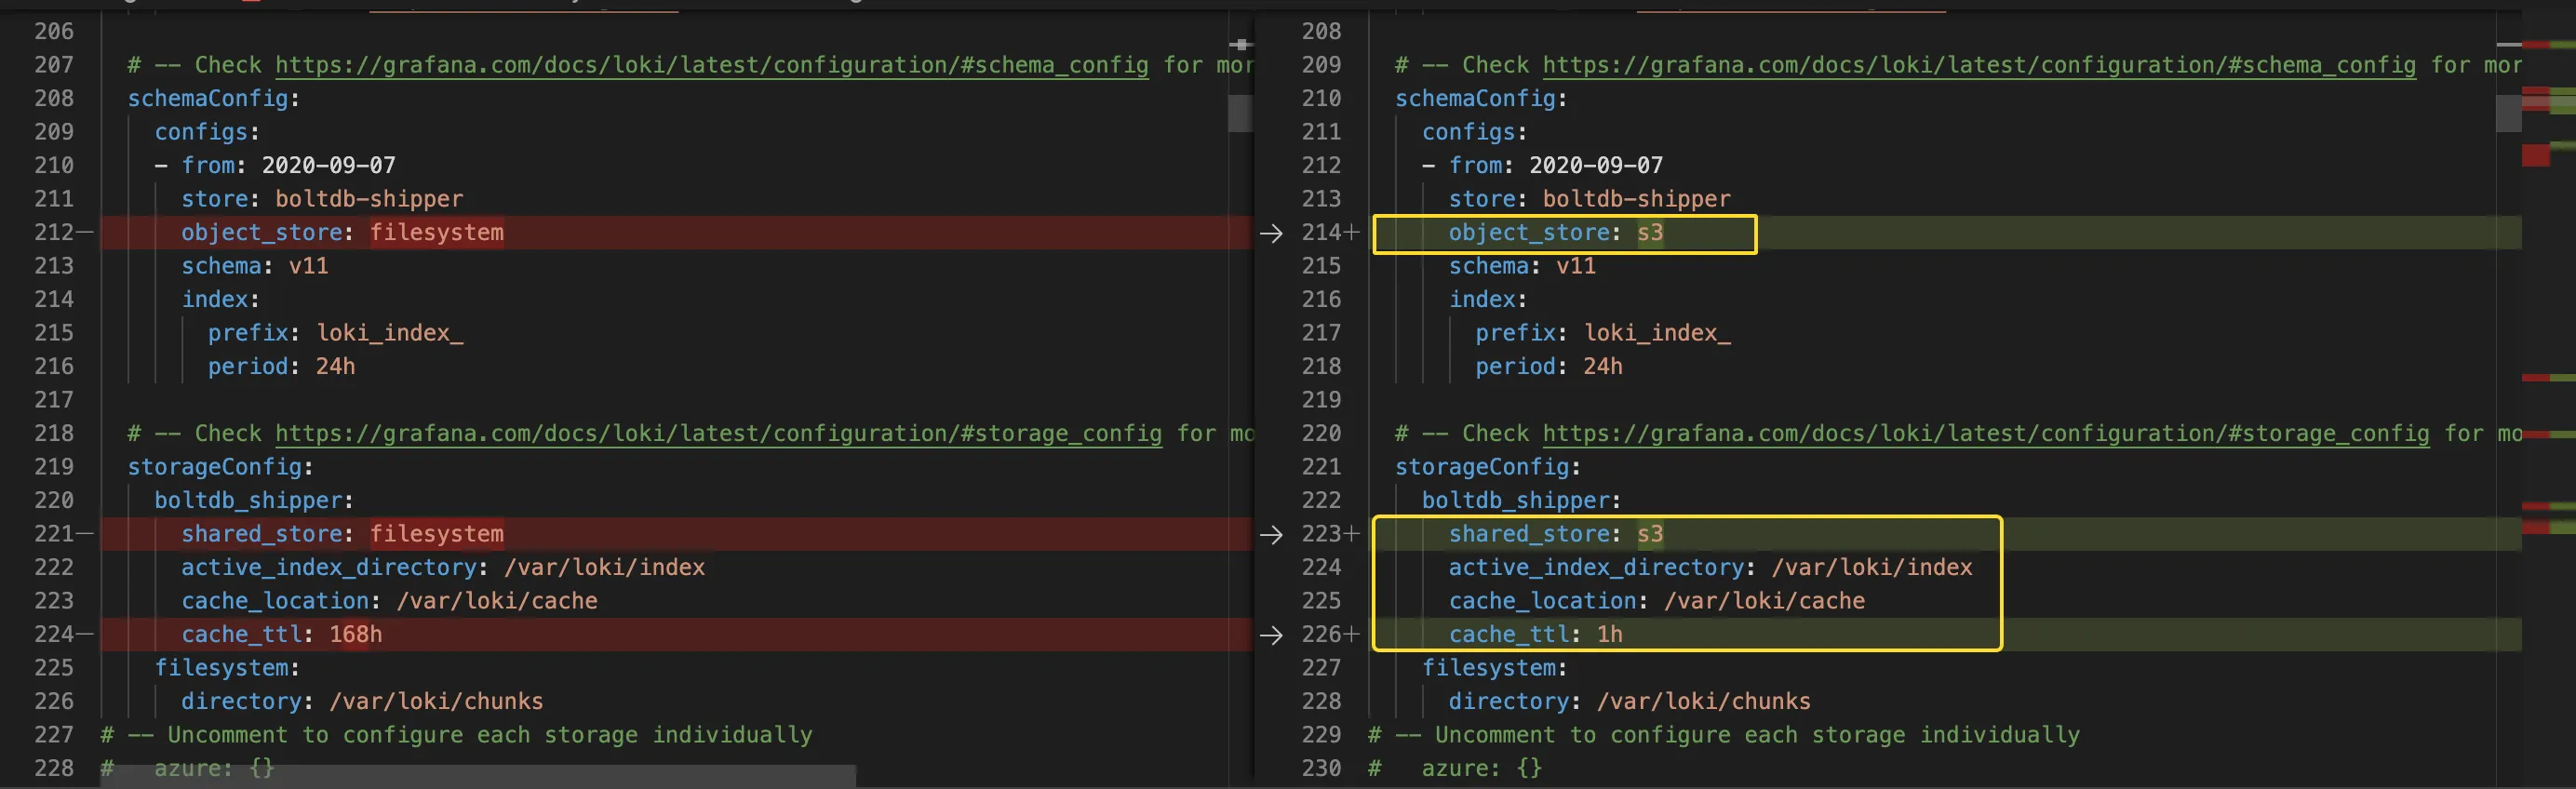 206
207 # -- Check https://grafana.com/docs/loki/latest/configuration/#schema_config for mor
208 schemaConfig:
209 configs:
210 - from: 2020-09-07
211 store: boltdb-shipper
212— object_store: filesystem
213 schema: v11
214 index:
215 prefix: loki_index_
216 period: 24h
217
218 # -- Check https://grafana.com/docs/loki/latest/configuration/#storage_config for mo
219 storageConfig:
220 boltdb_shipper:
221— shared_store: filesystem
222 active_index_directory: /var/loki/index
223 cache_location: /var/loki/cache
224— cache_ttl: 168h
225 filesystem:
226 directory: /var/loki/chunks
227 # -- Uncomment to configure each storage individually
228 # azure: {}
208
209 # -- Check https://grafana.com/docs/loki/latest/configuration/#schema_config for mor
210 schemaConfig:
211 configs:
212 - from: 2020-09-07
213 store: boltdb-shipper
→ 214+ object_store: s3
215 schema: v11
216 index:
217 prefix: loki_index_
218 period: 24h
219
220 # -- Check https://grafana.com/docs/loki/latest/configuration/#storage_config for mo
221 storageConfig:
222 boltdb_shipper:
→ 223+ shared_store: s3
224 active_index_directory: /var/loki/index
225 cache_location: /var/loki/cache
→ 226+ cache_ttl: 1h
227 filesystem:
228 directory: /var/loki/chunks
229 # -- Uncomment to configure each storage individually
230 # azure: {}